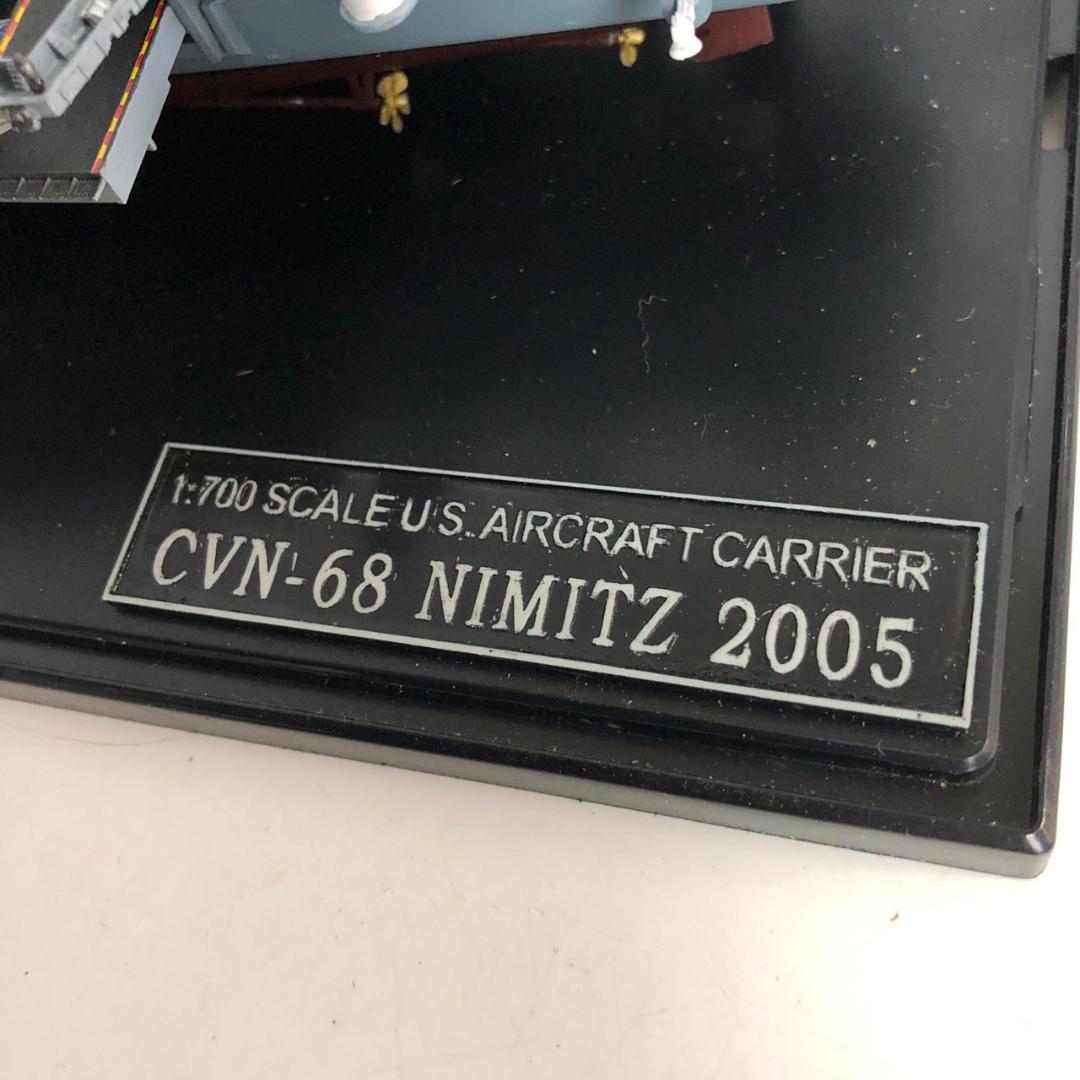 1:700 SCALE U.S. AIRCRAFT CARRIER
CVN-68 NIMITZ 2005